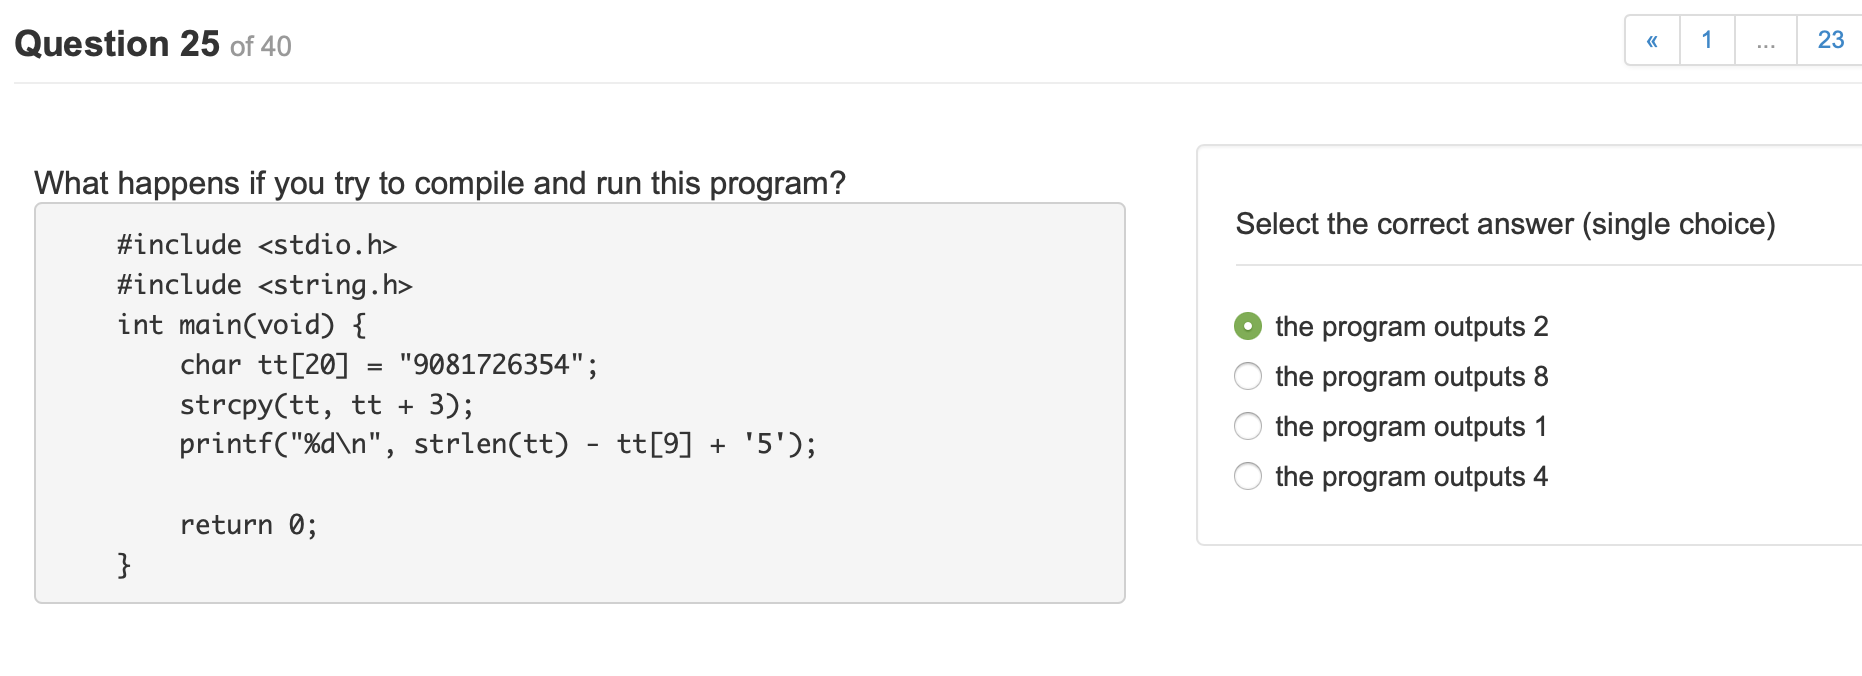 Question 25 of 40
« 1 ... 23
What happens if you try to compile and run this program?
#include <stdio.h>
#include <string.h>
int main(void) {
    char tt[20] = "9081726354";
    strcpy(tt, tt + 3);
    printf("%d\n", strlen(tt) - tt[9] + '5');
    return 0;
}
Select the correct answer (single choice)
the program outputs 2
the program outputs 8
the program outputs 1
the program outputs 4